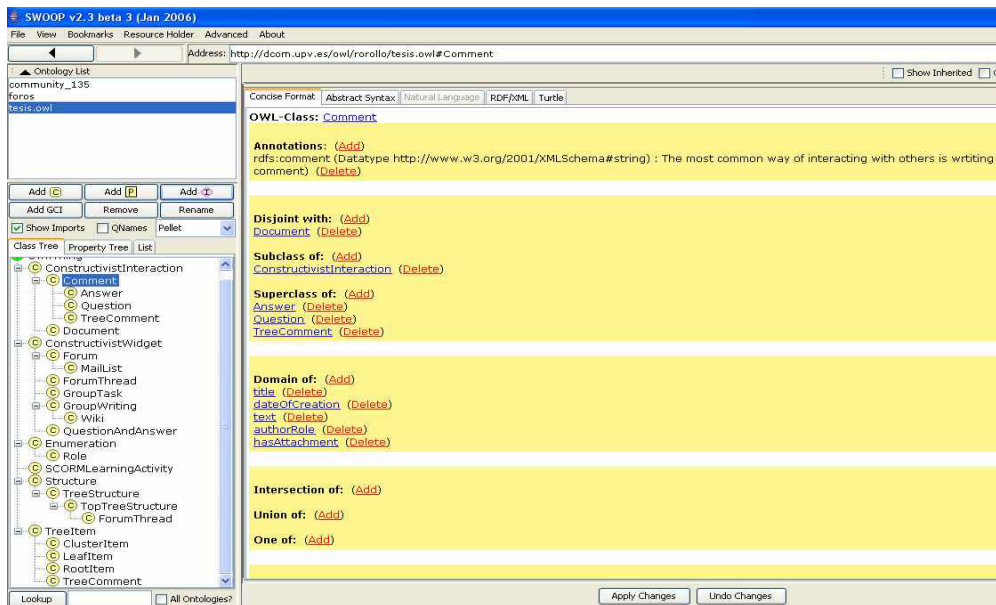 SWOOP v2.3 beta 3 (Jan 2006)
File View Bookmarks Resource Holder Advanced About
Address: http://dcom.upv.es/owl/rorollo/tesis.owl#Comment
Ontology List
community_135
foros
tesis.owl
Add C Add P Add I
Add GCI Remove Rename
Show Imports QNames Pellet
Class Tree Property Tree List
C ConstructivistInteraction
C Comment
C Answer
C Question
C TreeComment
C Document
C ConstructivistWidget
C Forum
C MailList
C ForumThread
C GroupTask
C GroupWriting
C Wiki
C QuestionAndAnswer
C Enumeration
C Role
C SCORMLearningActivity
C Structure
C TreeStructure
C TopTreeStructure
C ForumThread
C TreeItem
C ClusterItem
C LeafItem
C RootItem
C TreeComment
Lookup All Ontologies?
Show Inherited
Concise Format Abstract Syntax Natural Language RDF/XML Turtle
OWL-Class: Comment
Annotations: (Add)
rdfs:comment (Datatype http://www.w3.org/2001/XMLSchema#string) : The most common way of interacting with others is wrtiting
comment) (Delete)
Disjoint with: (Add)
Document (Delete)
Subclass of: (Add)
ConstructivistInteraction (Delete)
Superclass of: (Add)
Answer (Delete)
Question (Delete)
TreeComment (Delete)
Domain of: (Add)
title (Delete)
dateOfCreation (Delete)
text (Delete)
authorRole (Delete)
hasAttachment (Delete)
Intersection of: (Add)
Union of: (Add)
One of: (Add)
Apply Changes Undo Changes